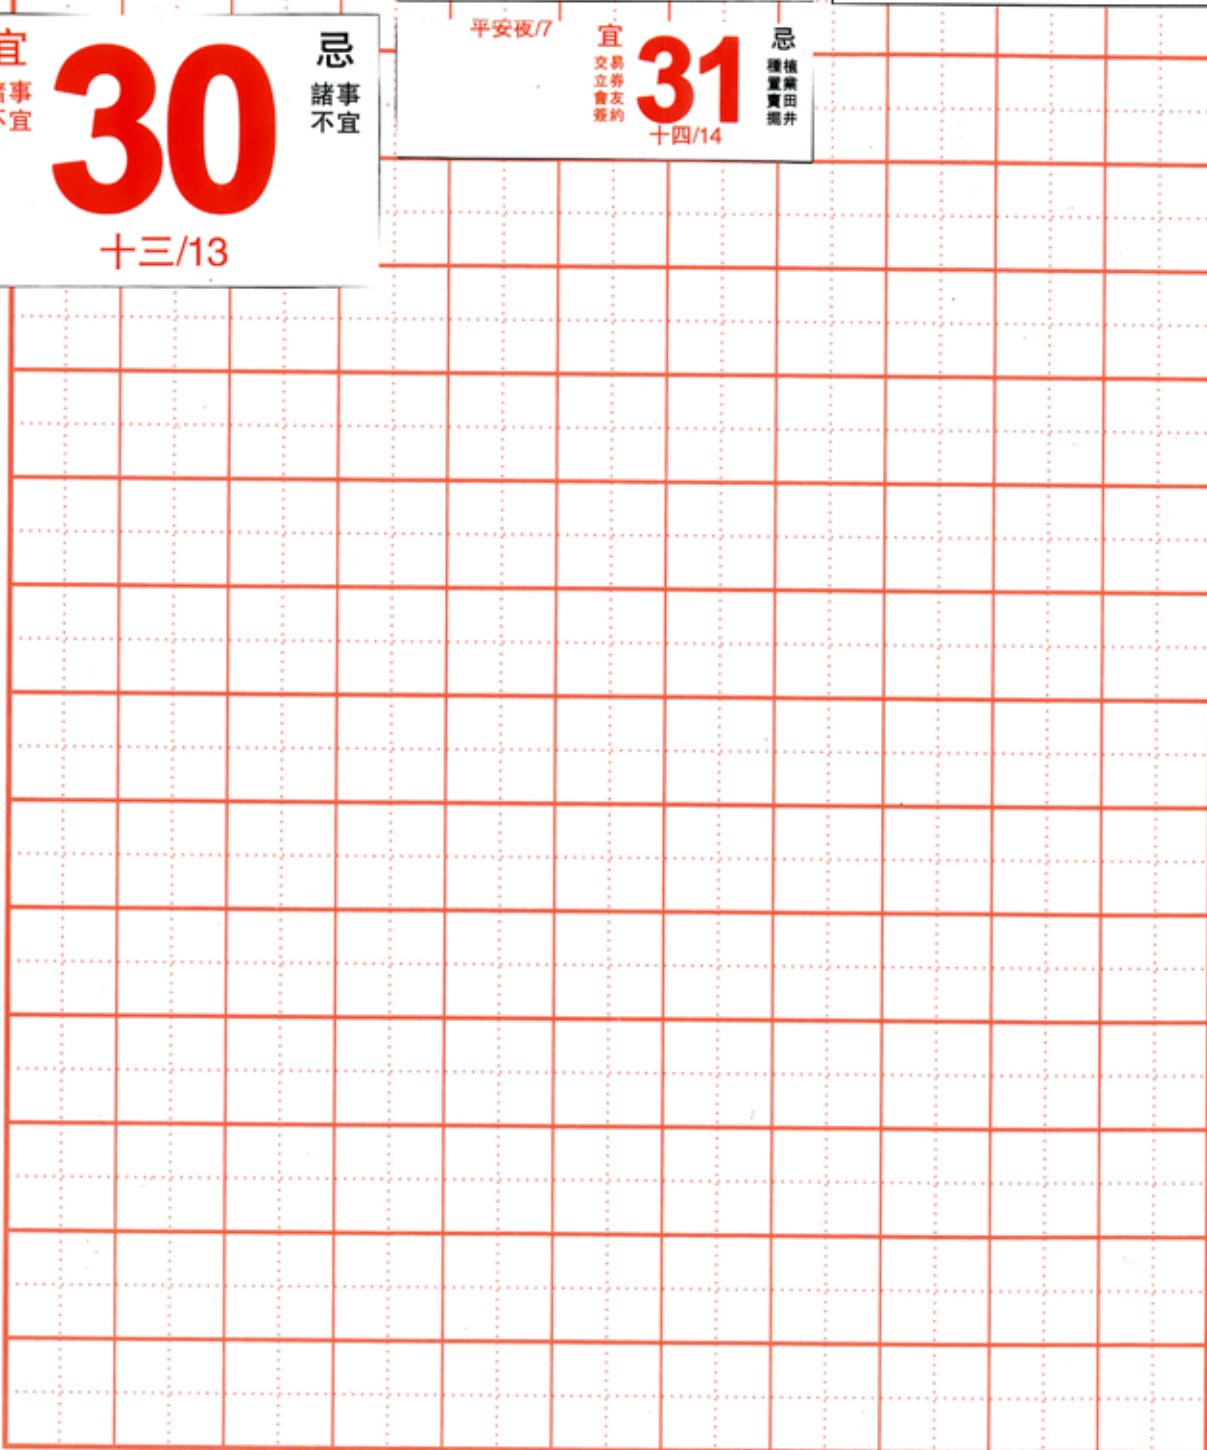 宜
諸事
不宜
30
忌
諸事
不宜
十三/13
平安夜/7
宜
交易
立券
會友
簽約
31
忌
種植
置業
賣田
掘井
十四/14